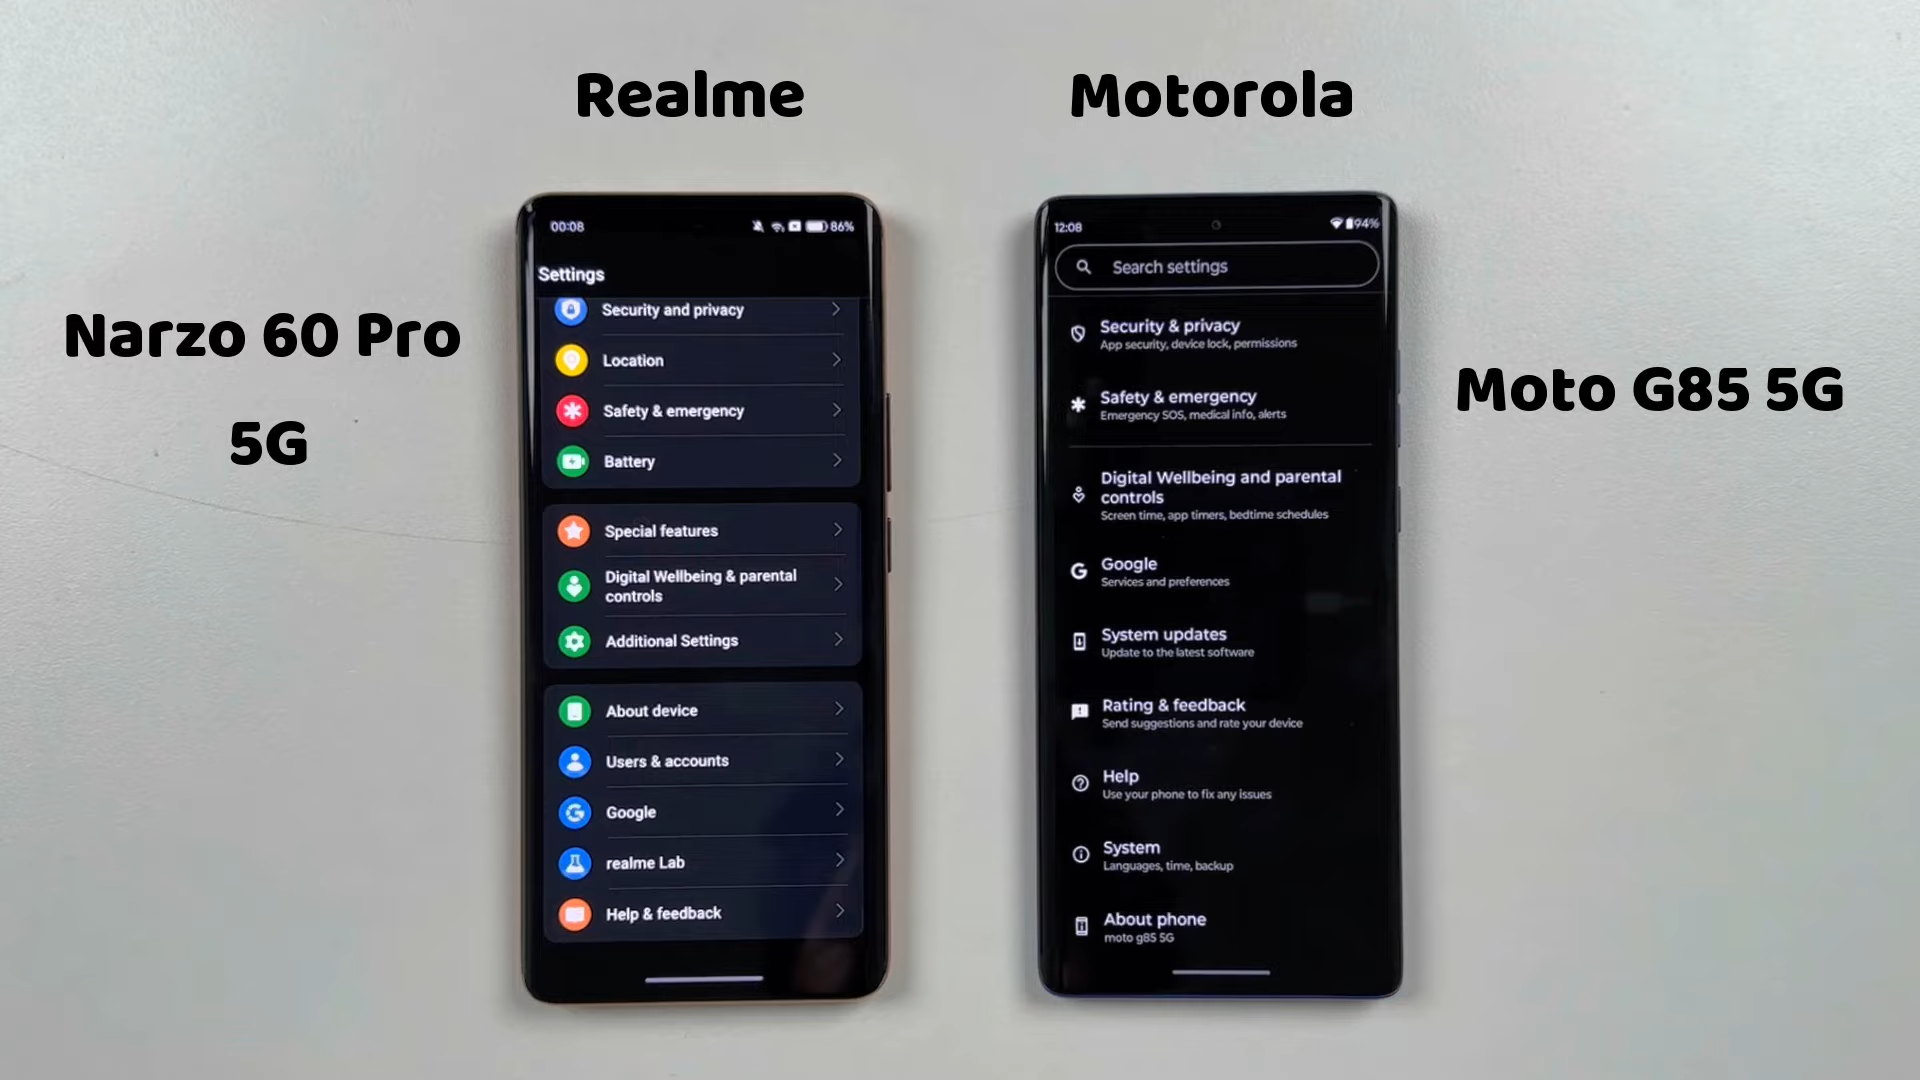 Realme
Motorola
Narzo 60 Pro
5G
Moto G85 5G
00:08
86%
Settings
Security and privacy
Location
Safety & emergency
Battery
Special features
Digital Wellbeing & parental
controls
Additional Settings
About device
Users & accounts
Google
realme Lab
Help & feedback
12:08
94%
Search settings
Security & privacy
App security, device lock, permissions
Safety & emergency
Emergency SOS, medical info, alerts
Digital Wellbeing and parental
controls
Screen time, app timers, bedtime schedules
Google
Services and preferences
System updates
Update to the latest software
Rating & feedback
Send suggestions and rate your device
Help
Use your phone to fix any issues
System
Languages, time, backup
About phone
moto g85 5G